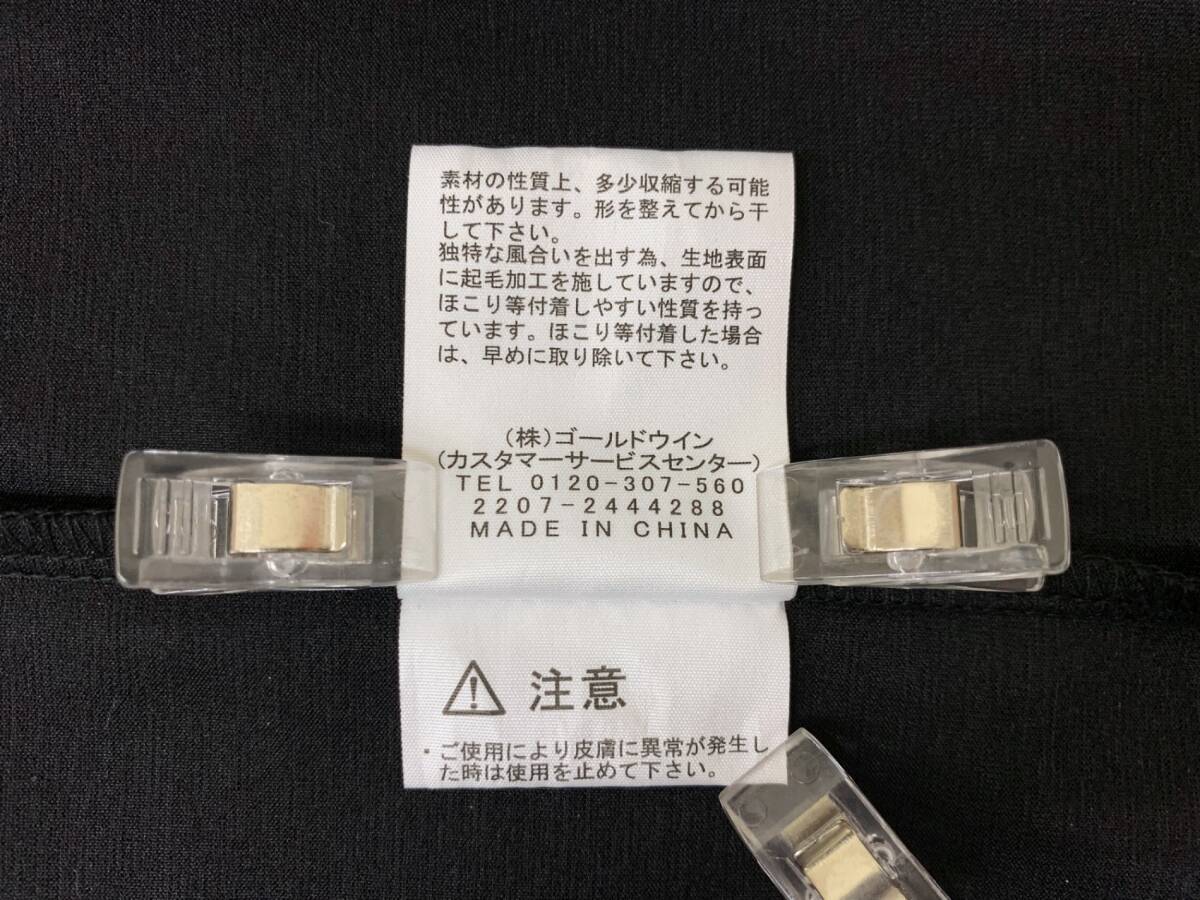 素材の性質上、多少収縮する可能
性があります。形を整えてから干
して下さい。
独特な風合いを出す為、生地表面
に起毛加工を施していますので、
ほこり等付着しやすい性質を持っ
ています。ほこり等付着した場合
は、早めに取り除いて下さい。
(株)ゴールドウイン
(カスタマーサービスセンター)
TEL 0120-307-560
2207-2444288
MADE IN CHINA
注意
・ご使用により皮膚に異常が発生し
た時は使用を止めて下さい。